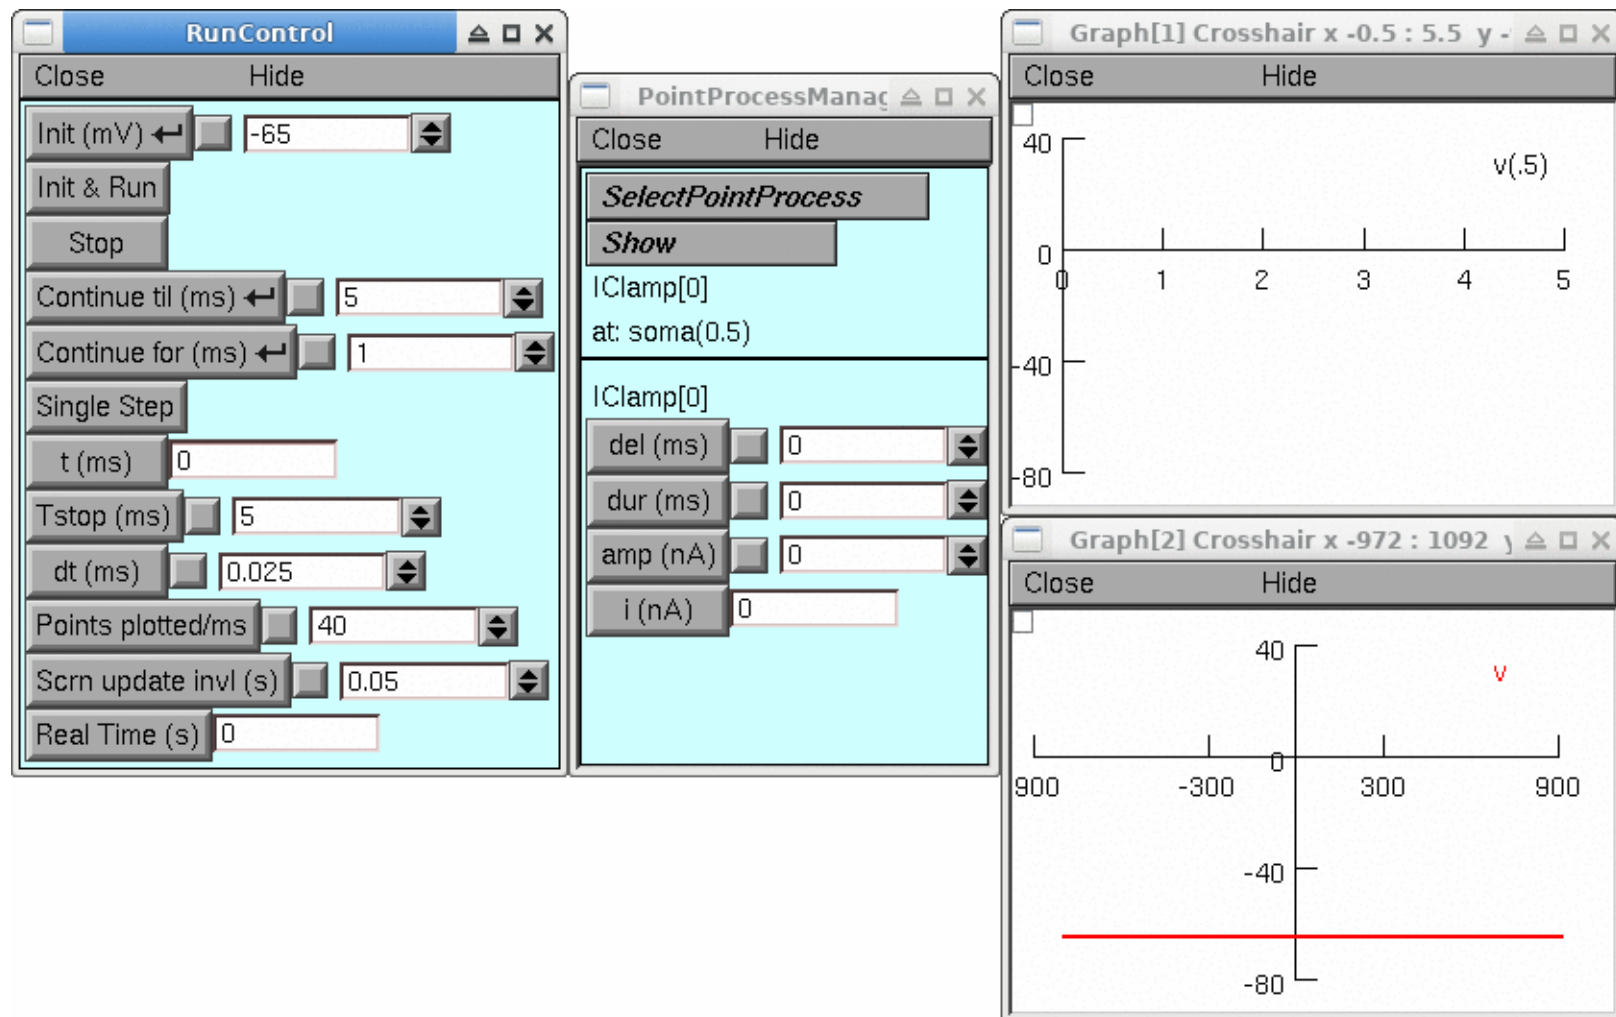 RunControl
Close Hide
Init (mV) -65
Init & Run
Stop
Continue til (ms) 5
Continue for (ms) 1
Single Step
t (ms) 0
Tstop (ms) 5
dt (ms) 0.025
Points plotted/ms 40
Scrn update invl (s) 0.05
Real Time (s) 0
PointProcessManag
Close Hide
SelectPointProcess
Show
IClamp[0]
at: soma(0.5)
IClamp[0]
del (ms) 0
dur (ms) 0
amp (nA) 0
i (nA) 0
Graph[1] Crosshair x -0.5 : 5.5 y -
Close Hide
40
v(.5)
0
0 1 2 3 4 5
-40
-80
Graph[2] Crosshair x -972 : 1092 y
Close Hide
40
v
0
900 -300 300 900
-40
-80